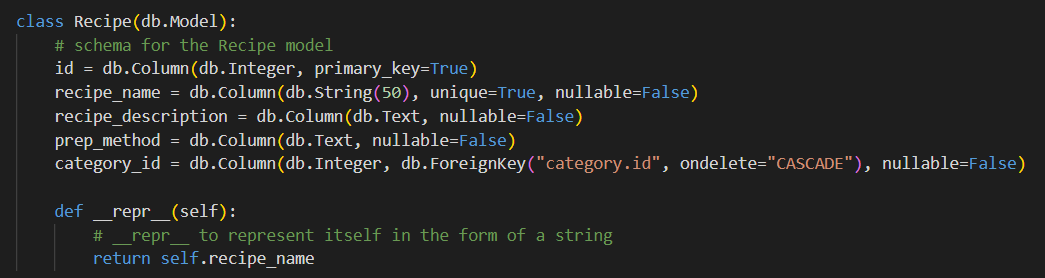 class Recipe(db.Model):
    # schema for the Recipe model
    id = db.Column(db.Integer, primary_key=True)
    recipe_name = db.Column(db.String(50), unique=True, nullable=False)
    recipe_description = db.Column(db.Text, nullable=False)
    prep_method = db.Column(db.Text, nullable=False)
    category_id = db.Column(db.Integer, db.ForeignKey("category.id", ondelete="CASCADE"), nullable=False)

    def __repr__(self):
        # __repr__ to represent itself in the form of a string
        return self.recipe_name